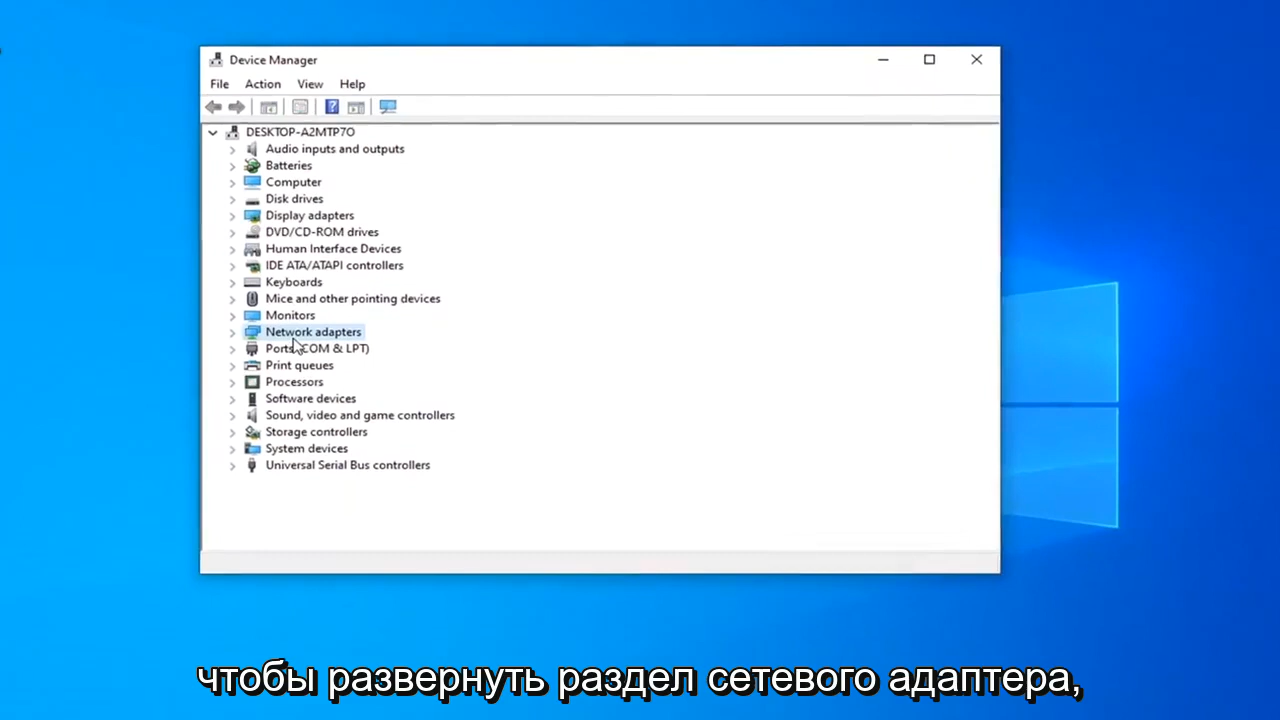 Device Manager
File Action View Help
DESKTOP-A2MTP7O
Audio inputs and outputs
Batteries
Computer
Disk drives
Display adapters
DVD/CD-ROM drives
Human Interface Devices
IDE ATA/ATAPI controllers
Keyboards
Mice and other pointing devices
Monitors
Network adapters
Ports (COM & LPT)
Print queues
Processors
Software devices
Sound, video and game controllers
Storage controllers
System devices
Universal Serial Bus controllers
чтобы развернуть раздел сетевого адаптера,